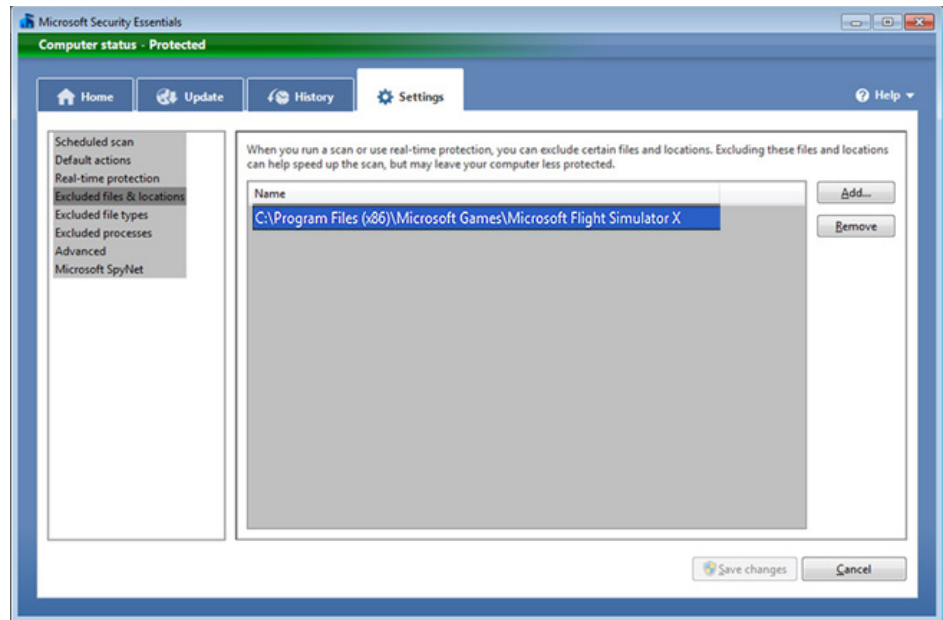 Microsoft Security Essentials
Computer status - Protected
Home
Update
History
Settings
Help
Scheduled scan
Default actions
Real-time protection
Excluded files & locations
Excluded file types
Excluded processes
Advanced
Microsoft SpyNet
When you run a scan or use real-time protection, you can exclude certain files and locations. Excluding these files and locations
can help speed up the scan, but may leave your computer less protected.
Name
C:\Program Files (x86)\Microsoft Games\Microsoft Flight Simulator X
Add...
Remove
Save changes
Cancel